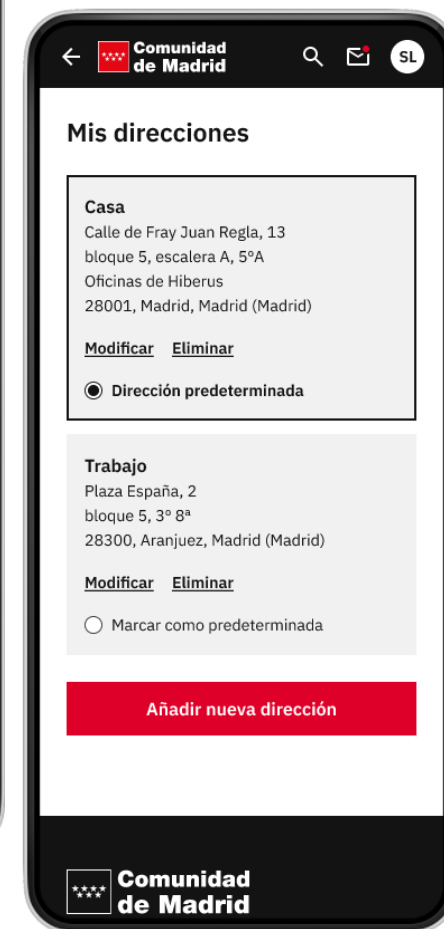 Comunidad
de Madrid
SL
Mis direcciones
Casa
Calle de Fray Juan Regla, 13
bloque 5, escalera A, 5ºA
Oficinas de Hiberus
28001, Madrid, Madrid (Madrid)
Modificar Eliminar
Dirección predeterminada
Trabajo
Plaza España, 2
bloque 5, 3º 8ª
28300, Aranjuez, Madrid (Madrid)
Modificar Eliminar
Marcar como predeterminada
Añadir nueva dirección
Comunidad
de Madrid